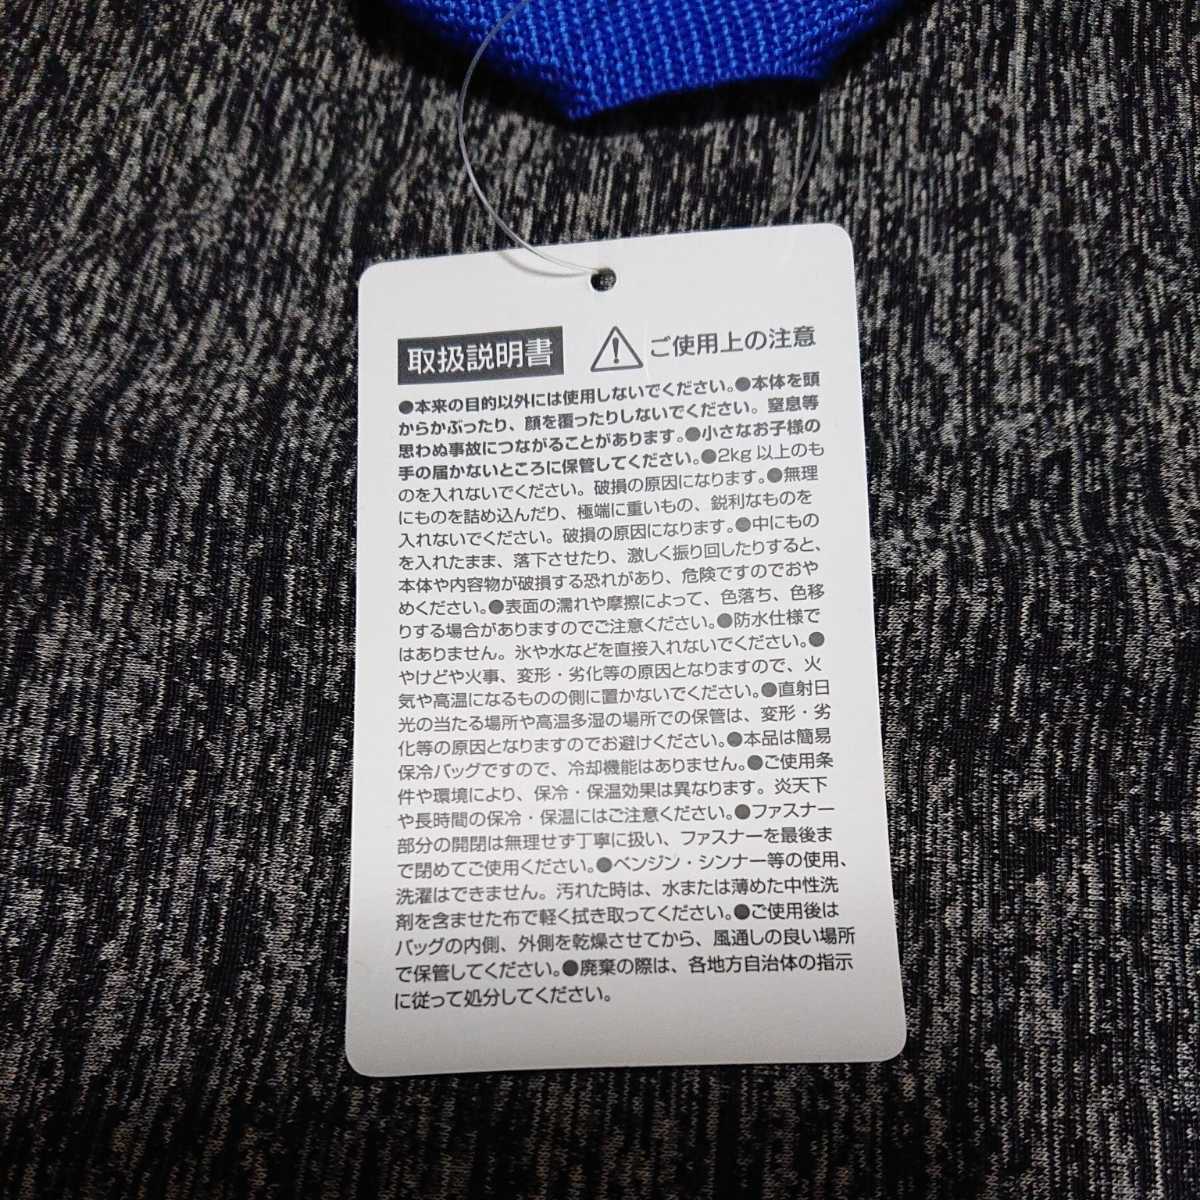 取扱説明書 ご使用上の注意
●本来の目的以外には使用しないでください。●本体を頭
からかぶったり、顔を覆ったりしないでください。窒息等
思わぬ事故につながることがあります。●小さなお子様の
手の届かないところに保管してください。●2kg以上のも
のを入れないでください。破損の原因になります。●無理
にものを詰め込んだり、極端に重いもの、鋭利なものを
入れないでください。破損の原因になります。●中にもの
を入れたまま、落下させたり、激しく振り回したりすると、
本体や内容物が破損する恐れがあり、危険ですのでおや
めください。●表面の濡れや摩擦によって、色落ち、色移
りする場合がありますのでご注意ください。●防水仕様で
はありません。氷や水などを直接入れないでください。●
やけどや火事、変形・劣化等の原因となりますので、火
気や高温になるものの側に置かないでください。●直射日
光の当たる場所や高温多湿の場所での保管は、変形・劣
化等の原因となりますのでお避けください。●本品は簡易
保冷バッグですので、冷却機能はありません。●ご使用条
件や環境により、保冷・保温効果は異なります。炎天下
や長時間の保冷・保温にはご注意ください。●ファスナー
部分の開閉は無理せず丁寧に扱い、ファスナーを最後ま
で閉めてご使用ください。●ベンジン・シンナー等の使用、
洗濯はできません。汚れた時は、水または薄めた中性洗
剤を含ませた布で軽く拭き取ってください。●ご使用後は
バッグの内側、外側を乾燥させてから、風通しの良い場所
で保管してください。●廃棄の際は、各地方自治体の指示
に従って処分してください。